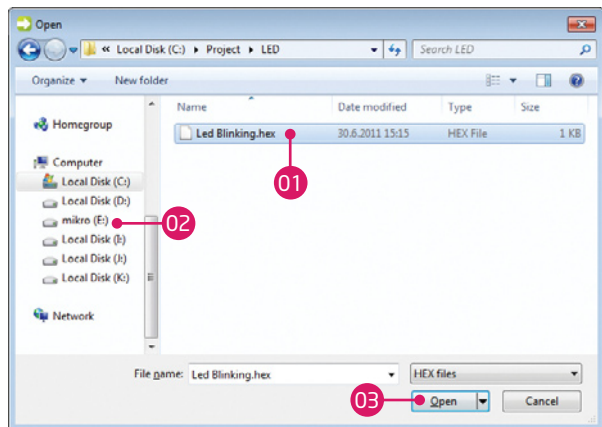 Open
« Local Disk (C:) ▸ Project ▸ LED
Search LED
Organize ▾ New folder
Name Date modified Type Size
Homegroup
Led Blinking.hex 30.6.2011 15:15 HEX File 1 KB
01
Computer
Local Disk (C:)
Local Disk (D:)
mikro (E:)
02
Local Disk (I:)
Local Disk (J:)
Local Disk (K:)
Network
File name: Led Blinking.hex HEX files
03 Open Cancel